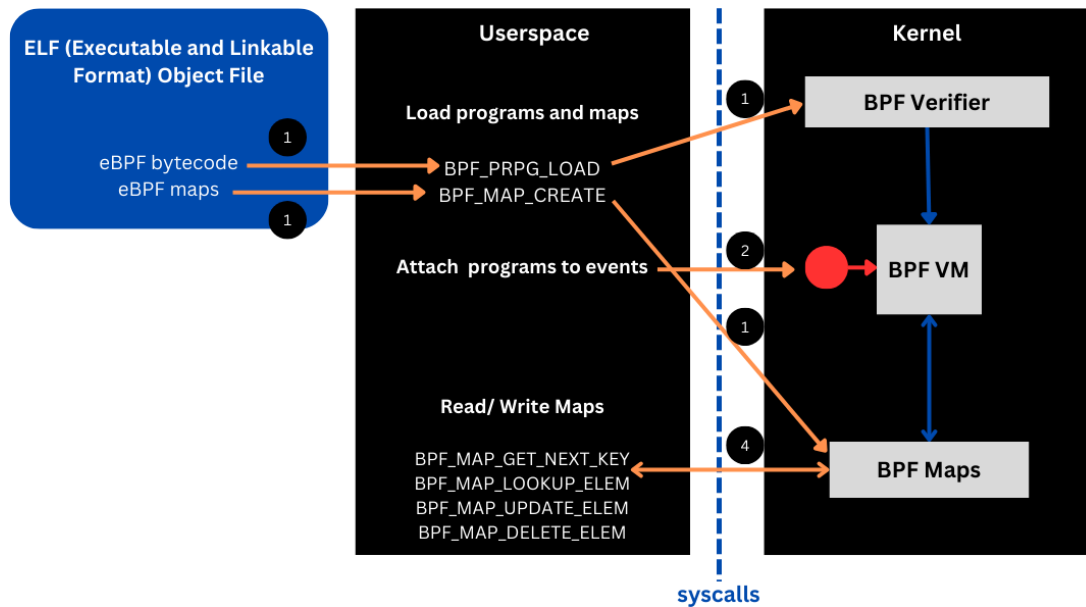 ELF (Executable and Linkable
Format) Object File
1
eBPF bytecode
eBPF maps
1
Userspace
Load programs and maps
BPF_PRPG_LOAD
BPF_MAP_CREATE
Attach programs to events
Read/ Write Maps
BPF_MAP_GET_NEXT_KEY
BPF_MAP_LOOKUP_ELEM
BPF_MAP_UPDATE_ELEM
BPF_MAP_DELETE_ELEM
1
2
1
4
syscalls
Kernel
BPF Verifier
BPF VM
BPF Maps